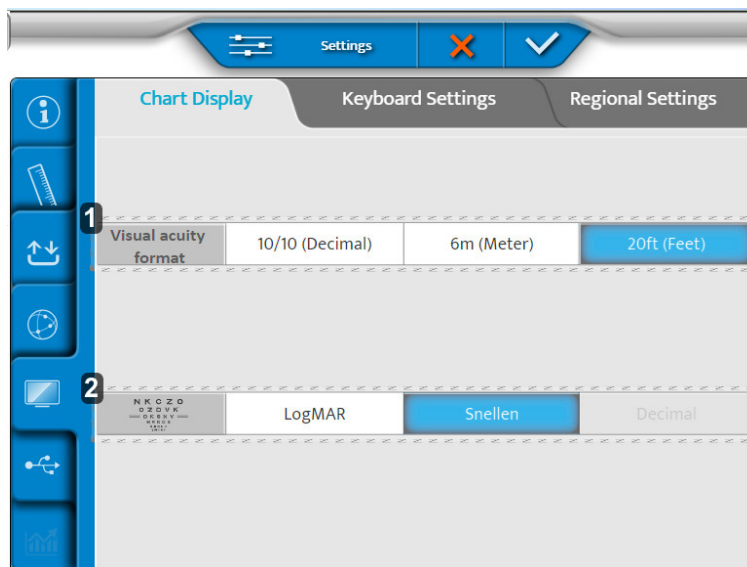 Settings
Chart Display Keyboard Settings Regional Settings
1
Visual acuity format 10/10 (Decimal) 6m (Meter) 20ft (Feet)
2
N K C Z O
O Z D V K
LogMAR Snellen Decimal